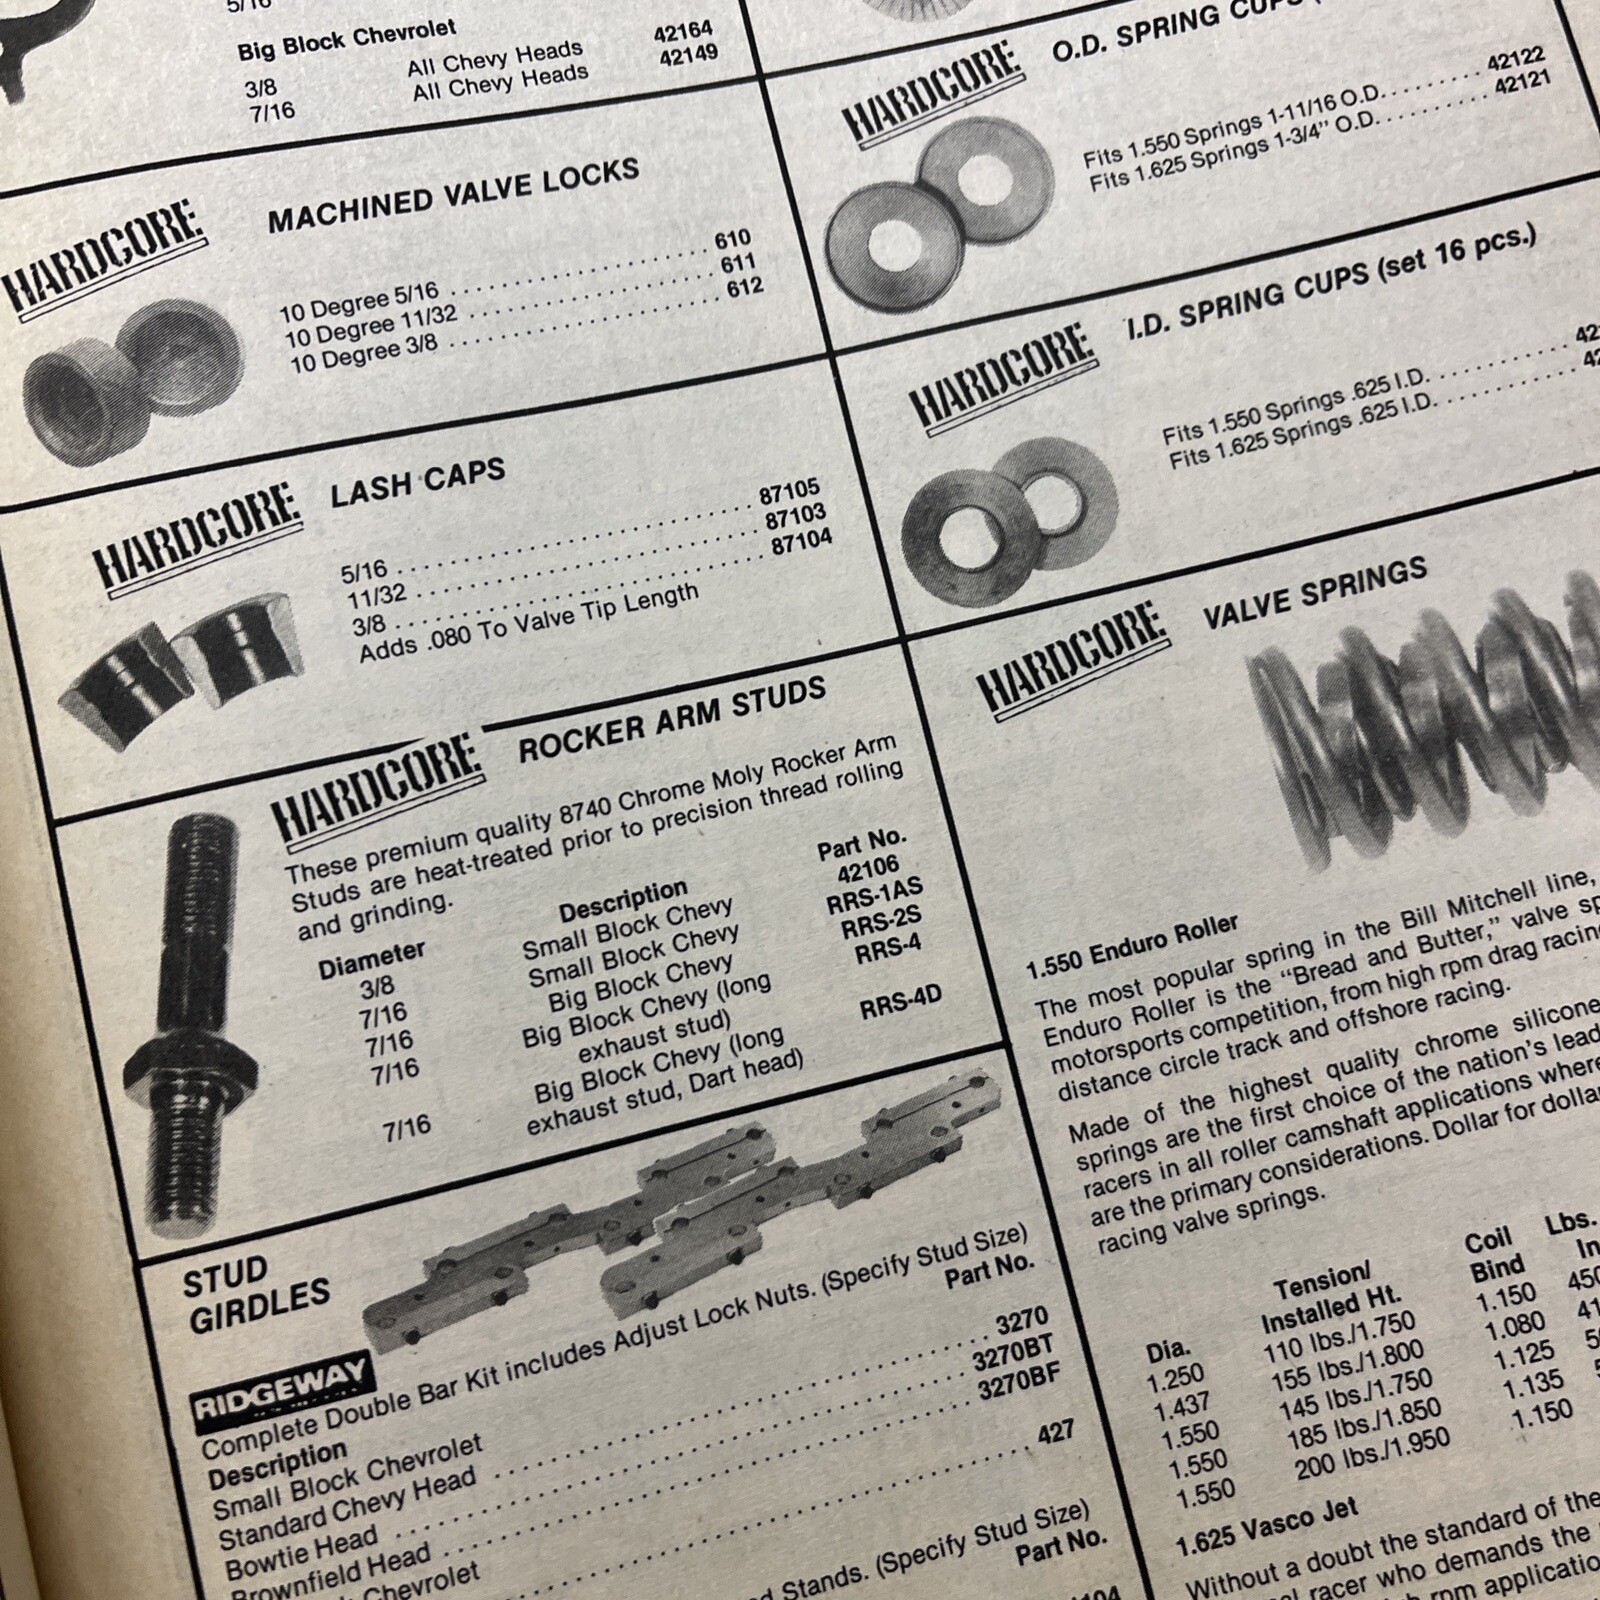 5/16
Big Block Chevrolet
3/8 All Chevy Heads 42164
7/16 All Chevy Heads 42149
HARDCORE
MACHINED VALVE LOCKS
10 Degree 5/16 610
10 Degree 11/32 611
10 Degree 3/8 612
HARDCORE
LASH CAPS
5/16 87105
11/32 87103
3/8 87104
Adds .080 To Valve Tip Length
HARDCORE
ROCKER ARM STUDS
These premium quality 8740 Chrome Moly Rocker Arm
Studs are heat-treated prior to precision thread rolling
and grinding.
Diameter Description Part No.
3/8 Small Block Chevy 42106
7/16 Small Block Chevy RRS-1AS
7/16 Big Block Chevy RRS-2S
7/16 Big Block Chevy (long RRS-4
exhaust stud)
Big Block Chevy (long RRS-4D
7/16 exhaust stud, Dart head)
STUD
GIRDLES
RIDGEWAY
Complete Double Bar Kit includes Adjust Lock Nuts. (Specify Stud Size)
Description Part No.
Small Block Chevrolet
Standard Chevy Head 3270
Bowtie Head 3270BT
Brownfield Head 3270BF
Chevrolet 427
Stands. (Specify Stud Size)
Part No.
O.D. SPRING CUPS
HARDCORE
Fits 1.550 Springs 1-11/16 O.D. 42122
Fits 1.625 Springs 1-3/4" O.D. 42121
HARDCORE
I.D. SPRING CUPS (set 16 pcs.)
Fits 1.550 Springs .625 I.D.
Fits 1.625 Springs .625 I.D.
HARDCORE
VALVE SPRINGS
1.550 Enduro Roller
The most popular spring in the Bill Mitchell line,
Enduro Roller is the "Bread and Butter," valve
motorsports competition, from high rpm drag
distance circle track and offshore racing.
Made of the highest quality chrome silicone
springs are the first choice of the nation's
racers in all roller camshaft applications where
are the primary considerations. Dollar for dollar
racing valve springs.
Dia. Tension/ Installed Ht. Coil Bind Lbs.
1.250 110 lbs./1.750 1.150
1.437 155 lbs./1.800 1.080
1.550 145 lbs./1.750 1.125
1.550 185 lbs./1.850 1.135
1.550 200 lbs./1.950 1.150
1.625 Vasco Jet
Without a doubt the standard of the
racer who demands the
rpm